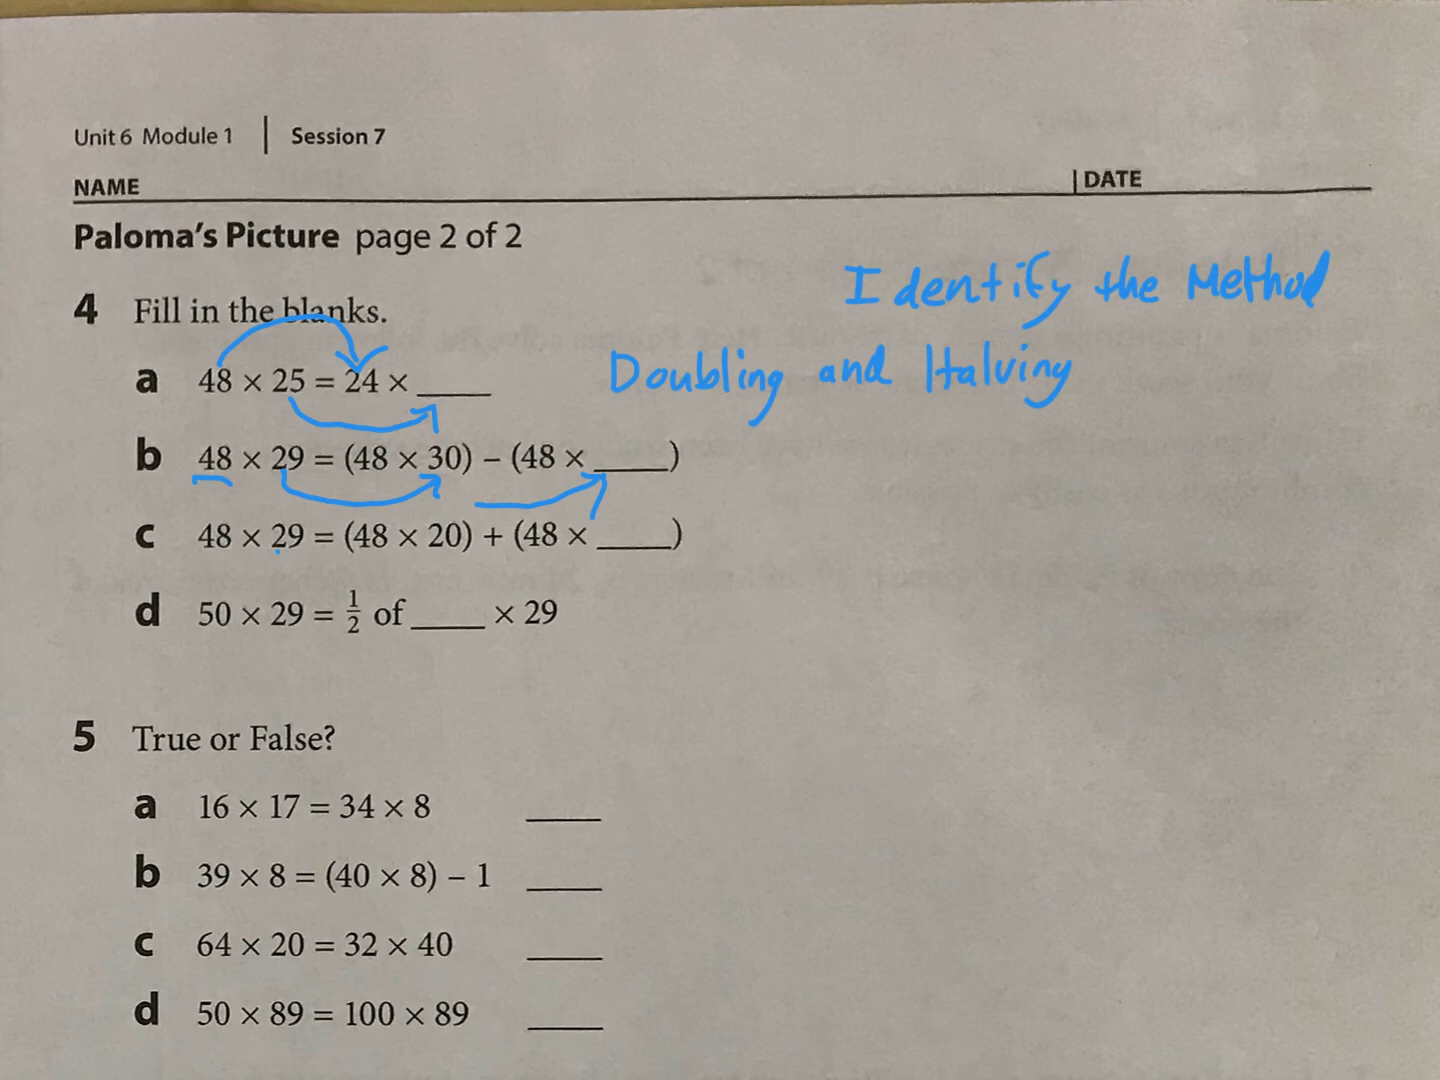 Unit 6 Module 1 | Session 7
NAME | DATE
Paloma's Picture page 2 of 2
Identify the Method
4 Fill in the blanks.
Doubling and Halving
a 48 × 25 = 24 × ____
b 48 × 29 = (48 × 30) – (48 × ____)
c 48 × 29 = (48 × 20) + (48 × ____)
d 50 × 29 = 1/2 of ____ × 29
5 True or False?
a 16 × 17 = 34 × 8 ____
b 39 × 8 = (40 × 8) – 1 ____
c 64 × 20 = 32 × 40 ____
d 50 × 89 = 100 × 89 ____